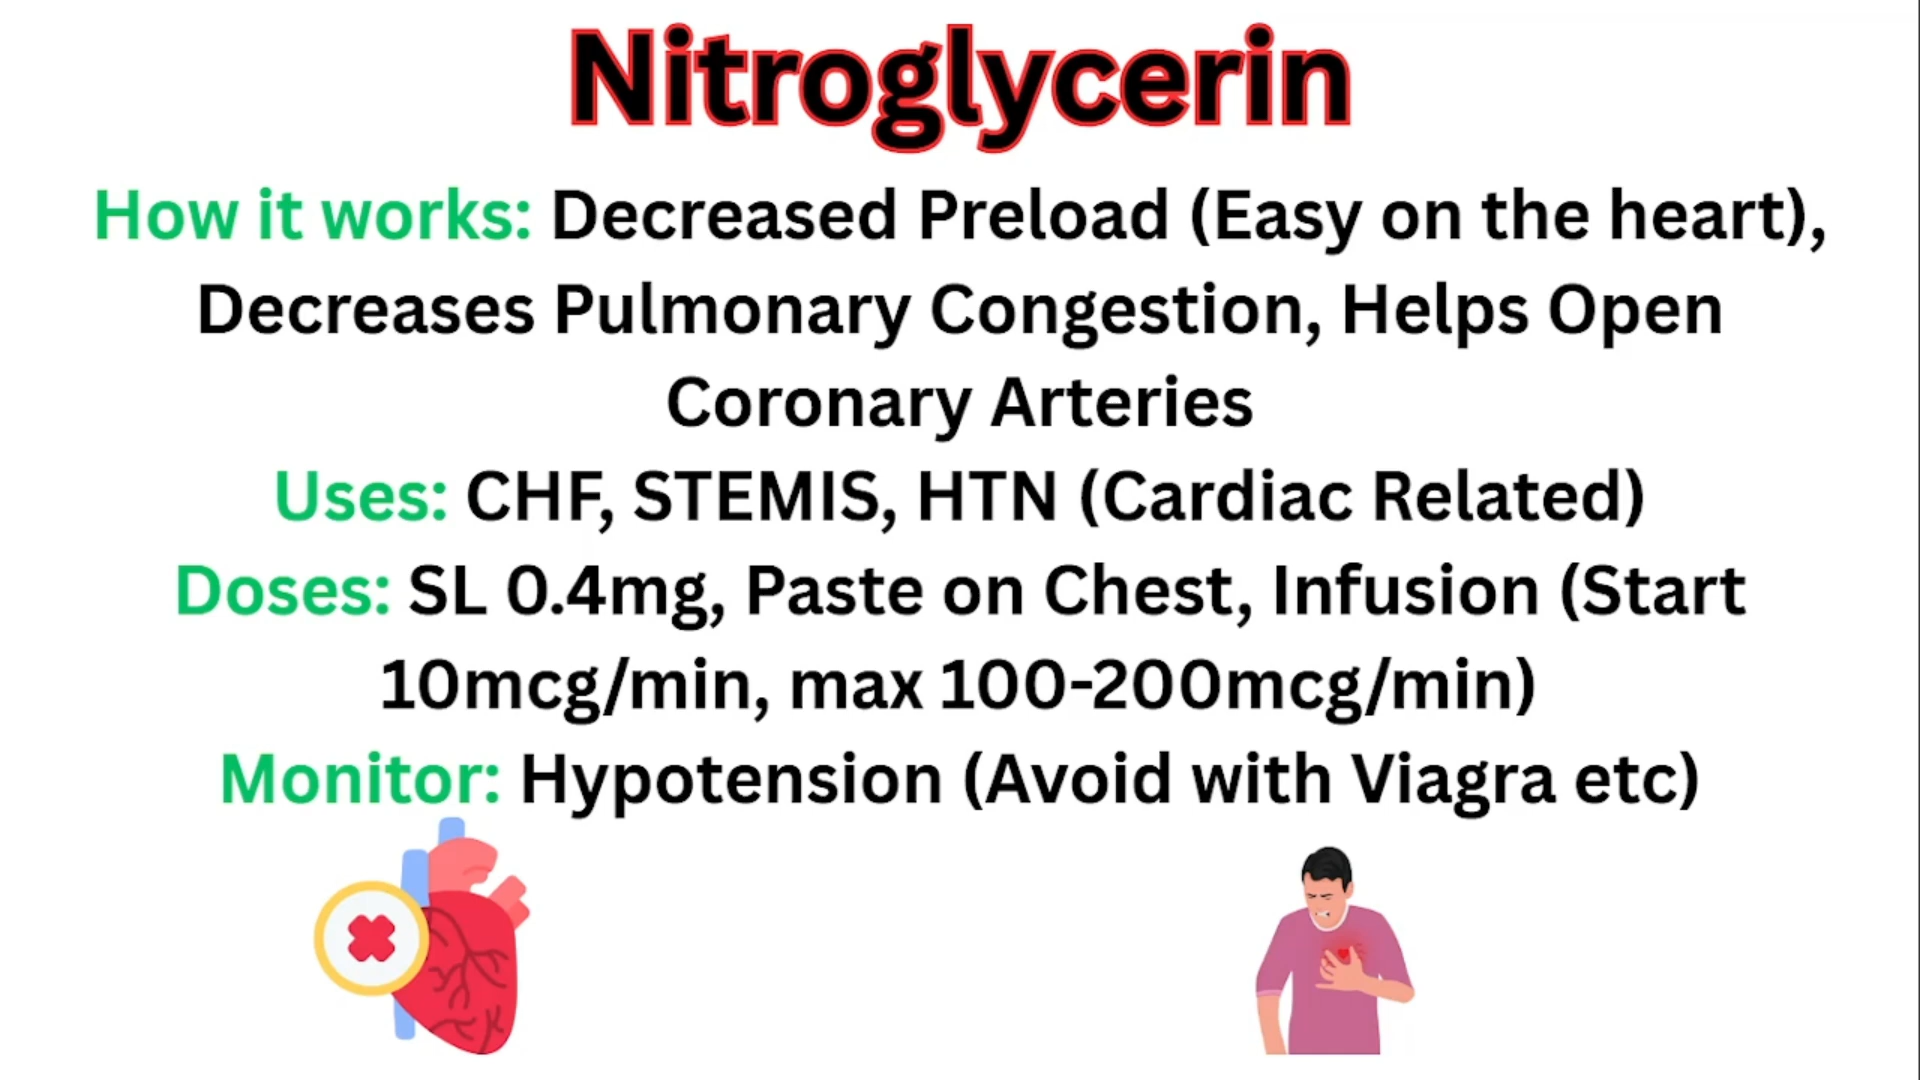 Nitroglycerin
How it works: Decreased Preload (Easy on the heart),
Decreases Pulmonary Congestion, Helps Open
Coronary Arteries
Uses: CHF, STEMIS, HTN (Cardiac Related)
Doses: SL 0.4mg, Paste on Chest, Infusion (Start
10mcg/min, max 100-200mcg/min)
Monitor: Hypotension (Avoid with Viagra etc)